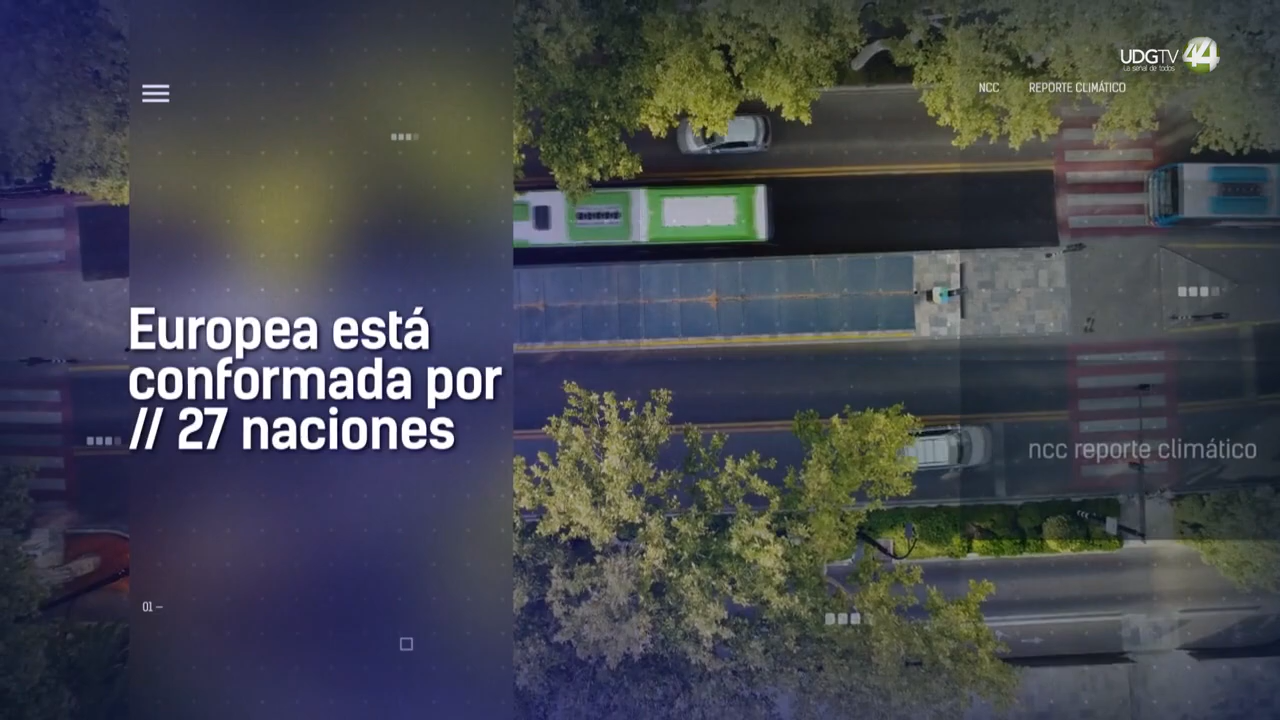 UDGTV 44
La señal de todos
NCC
REPORTE CLIMÁTICO
Europea está
conformada por
// 27 naciones
ncc reporte climático
01 –